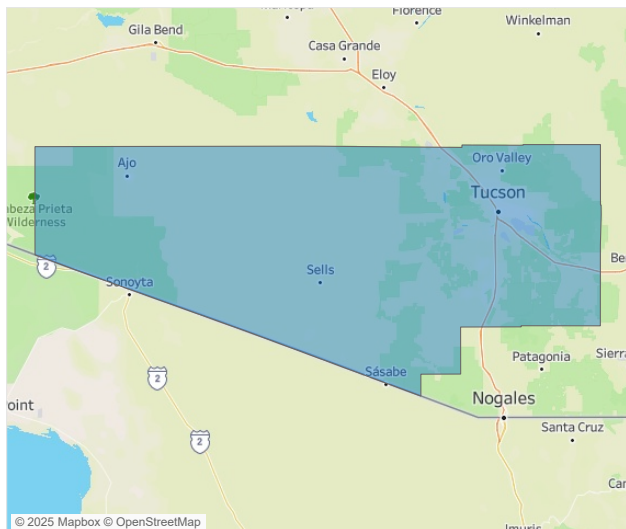 Florence
Winkelman
Gila Bend
Casa Grande
Eloy
Ajo
Oro Valley
Tucson
Wilderness
2
Sells
Sonoyta
Sásabe
Patagonia
2
Nogales
2
Santa Cruz
© 2025 Mapbox © OpenStreetMap